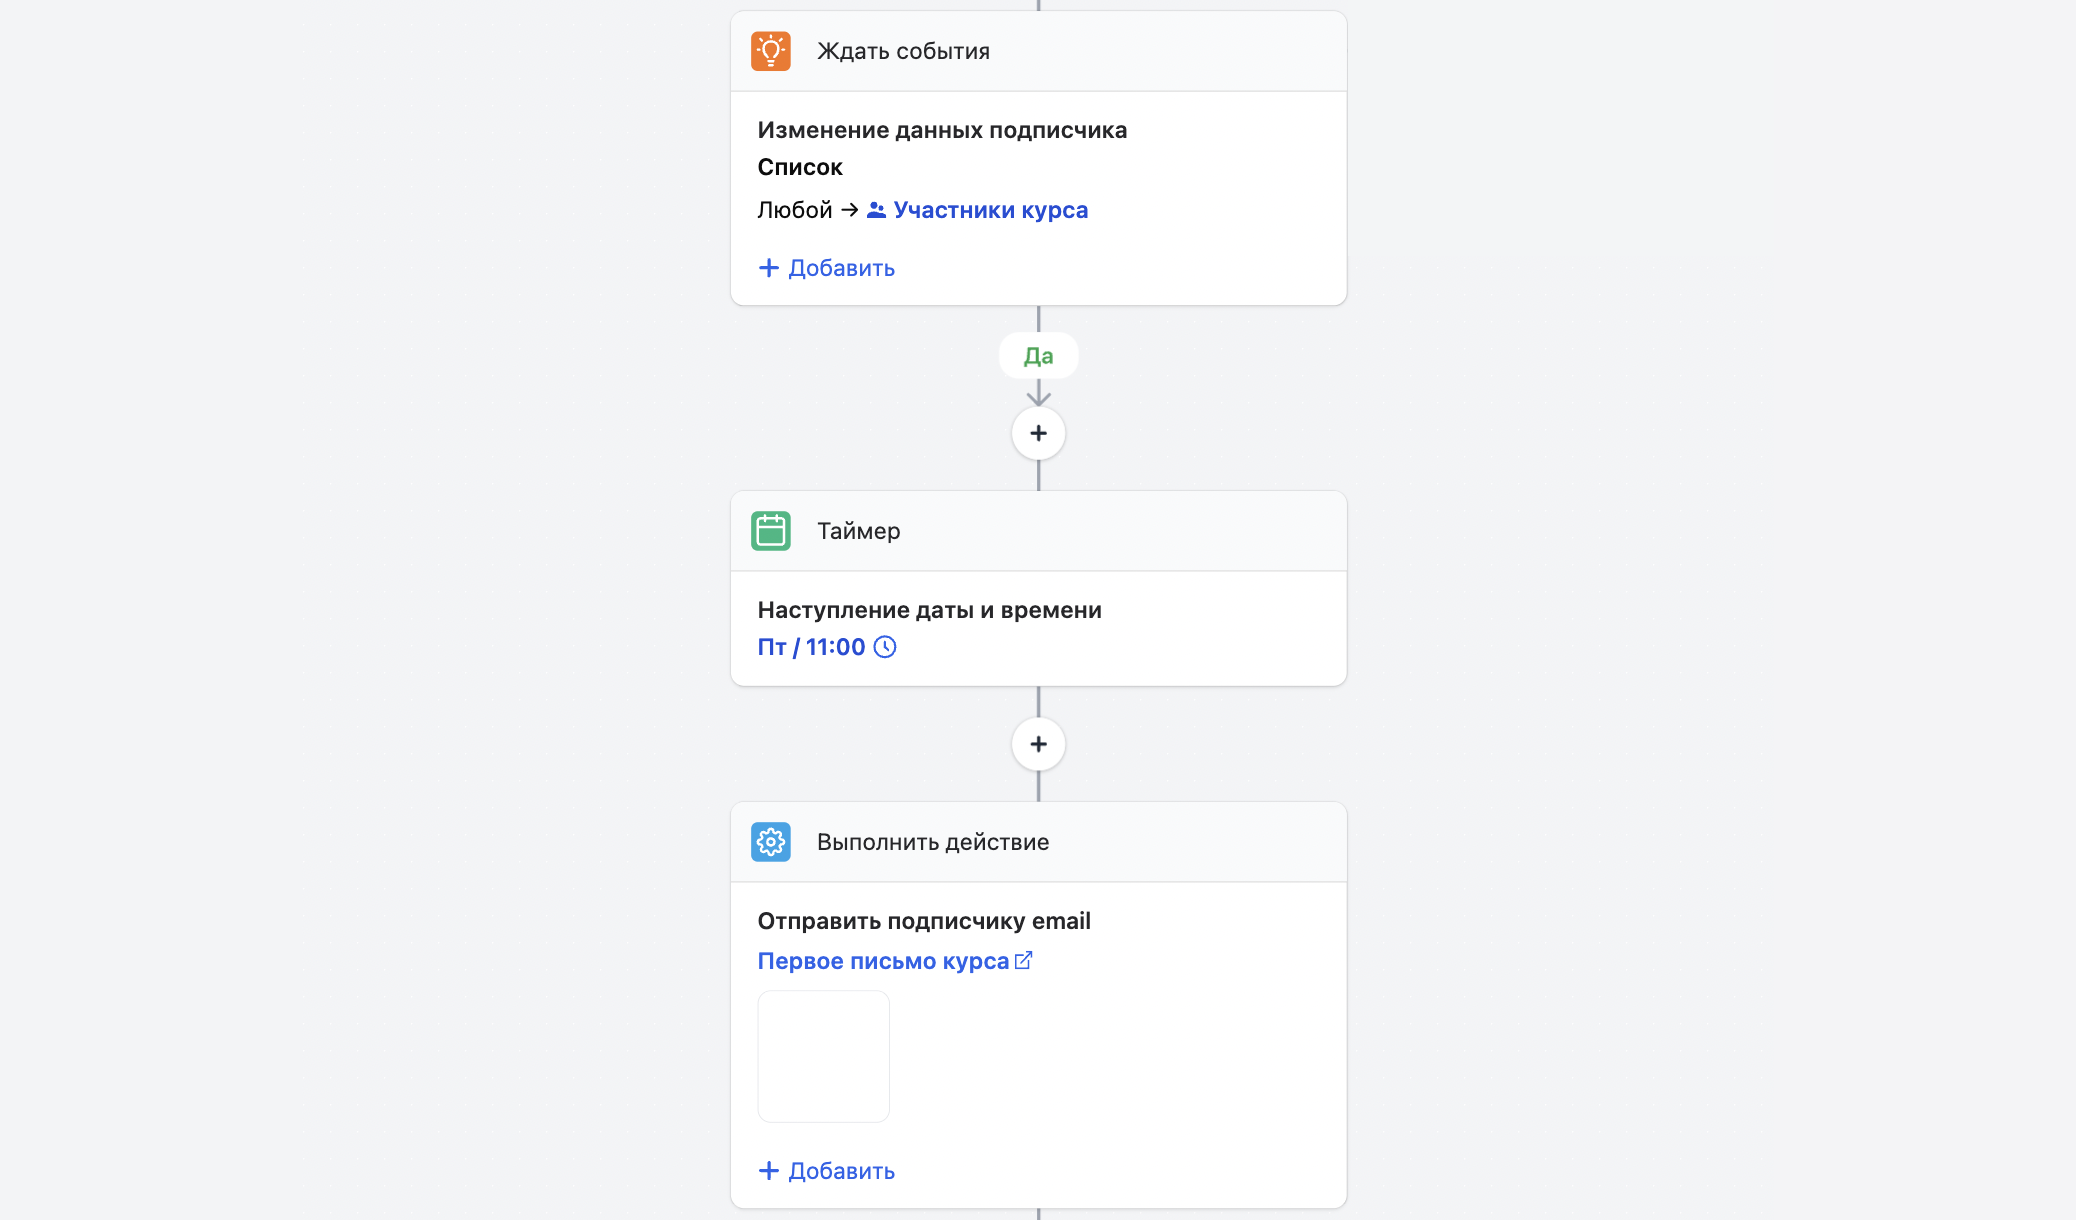 Ждать события
Изменение данных подписчика
Список
Любой → Участники курса
+ Добавить
Да
+
Таймер
Наступление даты и времени
Пт / 11:00
+
Выполнить действие
Отправить подписчику email
Первое письмо курса
+ Добавить